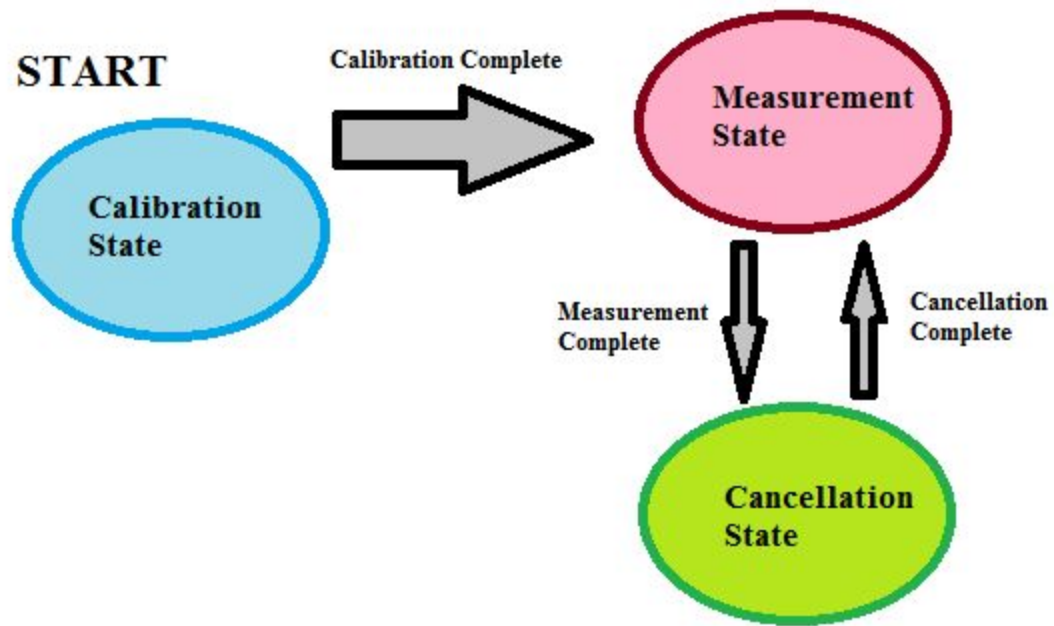 START
Calibration
State
Calibration Complete
Measurement
State
Measurement
Complete
Cancellation
Complete
Cancellation
State